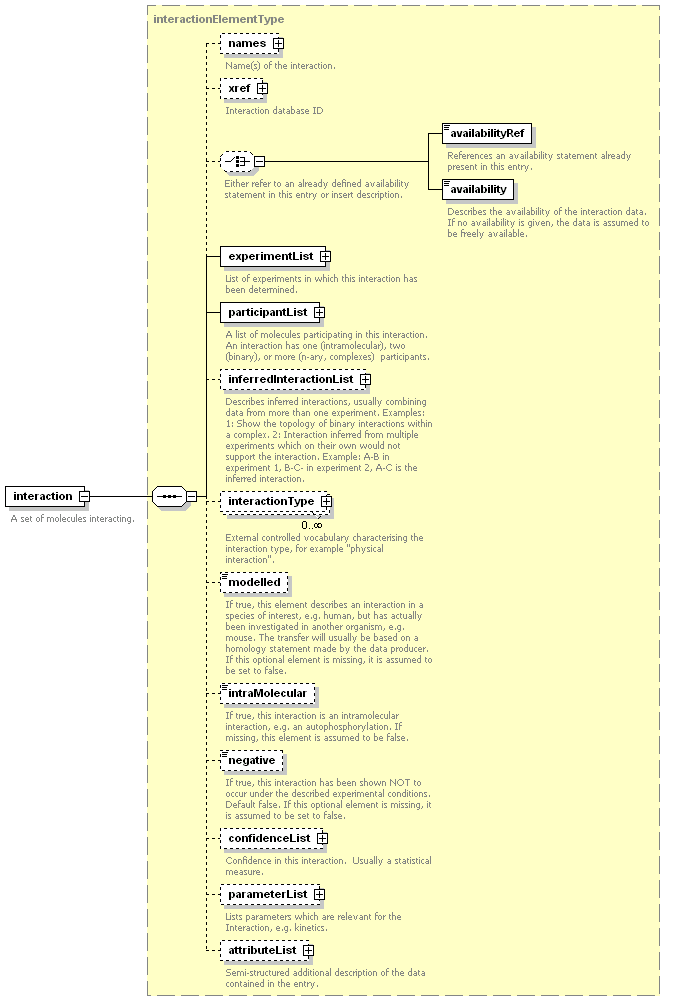 interactionElementType
names
Name(s) of the interaction.
xref
Interaction database ID
availabilityRef
References an availability statement already
present in this entry.
Either refer to an already defined availability
statement in this entry or insert description.
availability
Describes the availability of the interaction data.
If no availability is given, the data is assumed to
be freely available.
experimentList
List of experiments in which this interaction has
been determined.
participantList
A list of molecules participating in this interaction.
An interaction has one (intramolecular), two
(binary), or more (n-ary, complexes)  participants.
inferredInteractionList
Describes inferred interactions, usually combining
data from more than one experiment. Examples:
1: Show the topology of binary interactions within
a complex. 2: Interaction inferred from multiple
experiments which on their own would not
support the interaction. Example: A-B in
experiment 1, B-C- in experiment 2, A-C is the
inferred interaction.
interaction
A set of molecules interacting.
interactionType
0..∞
External controlled vocabulary characterising the
interaction type, for example "physical
interaction".
modelled
If true, this element describes an interaction in a
species of interest, e.g. human, but has actually
been investigated in another organism, e.g.
mouse. The transfer will usually be based on a
homology statement made by the data producer.
If this optional element is missing, it is assumed to
be set to false.
intraMolecular
If true, this interaction is an intramolecular
interaction, e.g. an autophosphorylation. If
missing, this element is assumed to be false.
negative
If true, this interaction has been shown NOT to
occur under the described experimental conditions.
Default false. If this optional element is missing, it
is assumed to be set to false.
confidenceList
Confidence in this interaction.  Usually a statistical
measure.
parameterList
Lists parameters which are relevant for the
Interaction, e.g. kinetics.
attributeList
Semi-structured additional description of the data
contained in the entry.